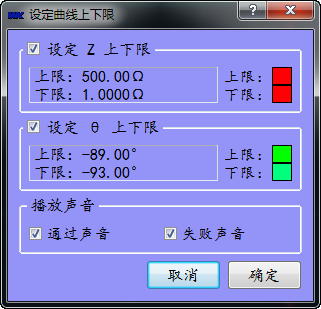 设定曲线上下限
设定 Z 上下限
上限: 500.00Ω 上限:
下限: 1.0000Ω 下限:
设定 θ 上下限
上限: -89.00° 上限:
下限: -93.00° 下限:
播放声音
通过声音 失败声音
取消 确定